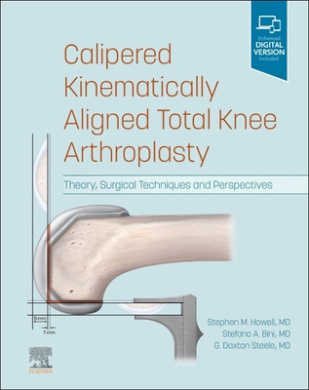 Enhanced
DIGITAL
VERSION
Included
Calipered
Kinematically
Aligned Total Knee
Arthroplasty
Theory, Surgical Techniques and Perspectives
Stephen M. Howell, MD
Stefano A. Bini, MD
G. Daxton Steele, MD
ELSEVIER